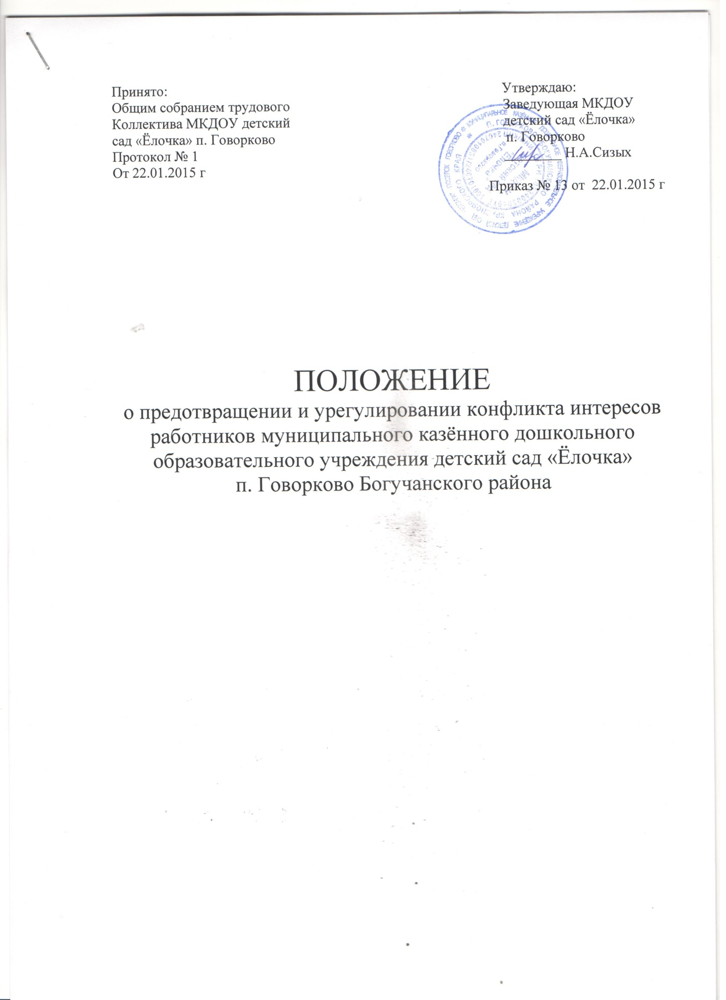 Принято:
Общим собранием трудового
Коллектива МКДОУ детский
сад «Ёлочка» п. Говорково
Протокол № 1
От 22.01.2015 г
Утверждаю:
Заведующая МКДОУ
детский сад «Ёлочка»
п. Говорково
Н.А.Сизых
Приказ № 13 от 22.01.2015 г
ПОЛОЖЕНИЕ
о предотвращении и урегулировании конфликта интересов
работников муниципального казённого дошкольного
образовательного учреждения детский сад «Ёлочка»
п. Говорково Богучанского района